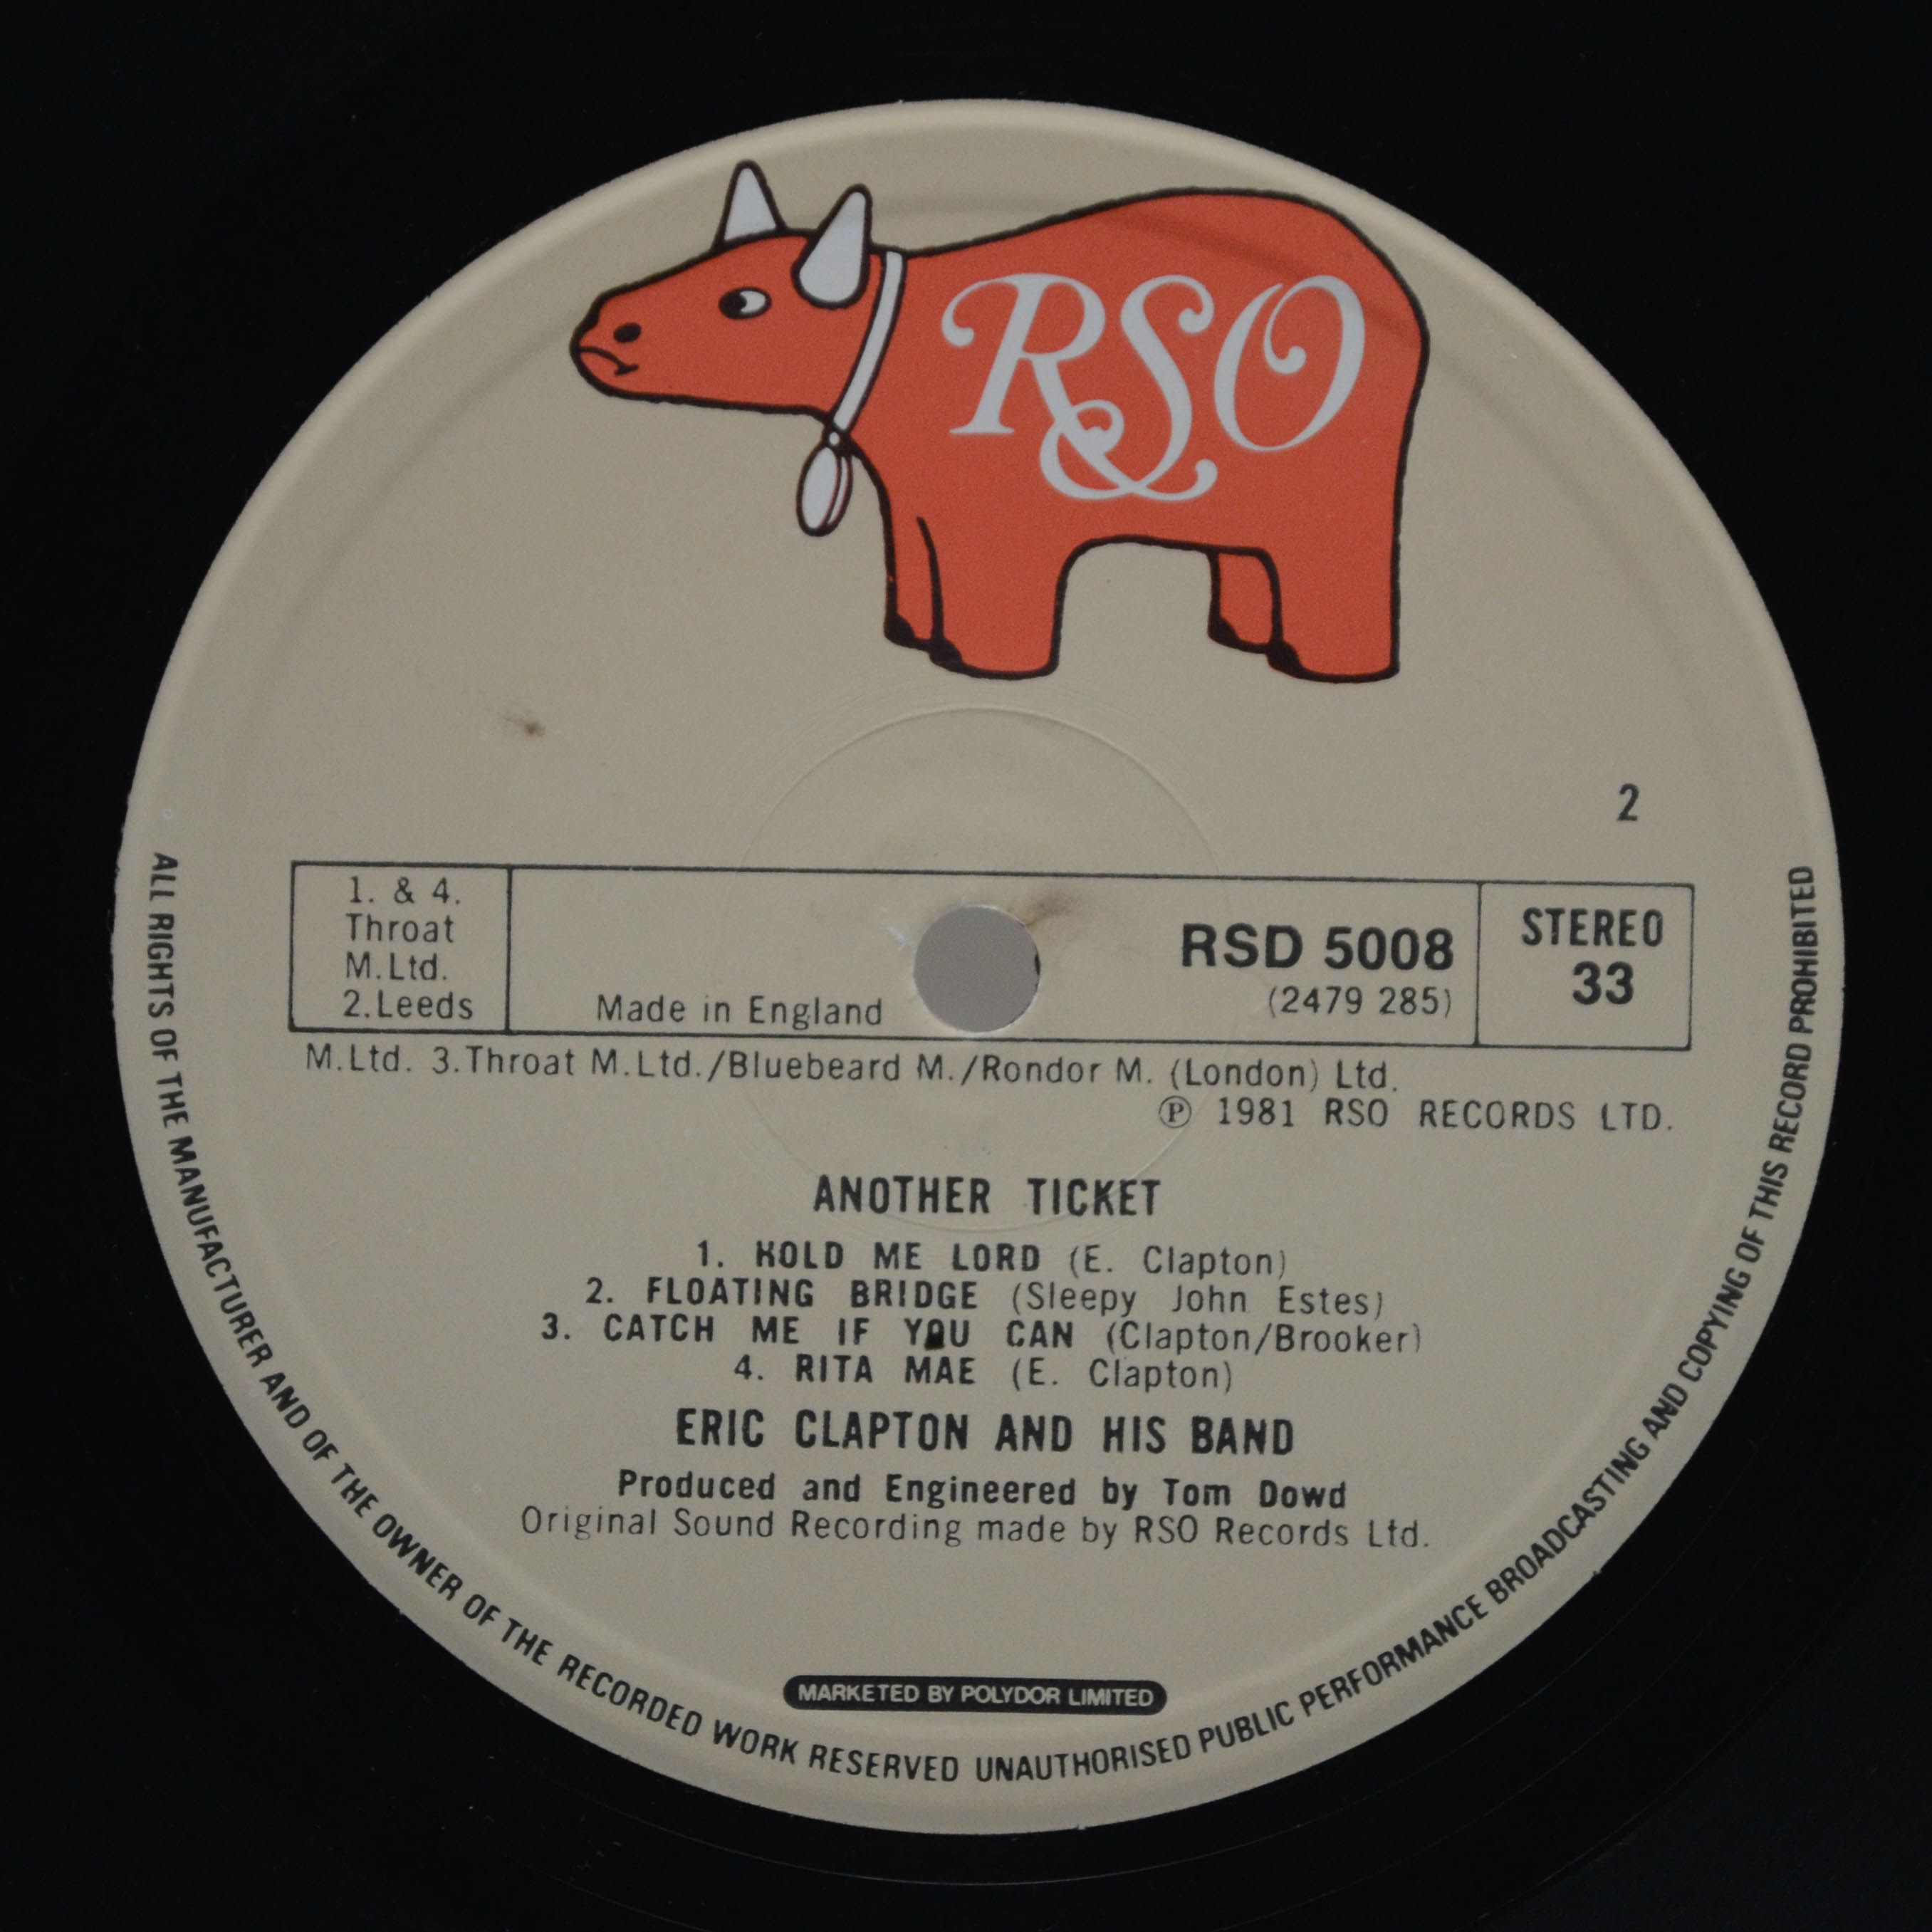 RSO
2
1. & 4.
Throat
M.Ltd.
2.Leeds
Made in England
RSD 5008
(2479 285)
STEREO
33
M.Ltd. 3.Throat M.Ltd./Bluebeard M./Rondor M. (London) Ltd.
Ⓟ 1981 RSO RECORDS LTD.
ANOTHER TICKET
1. HOLD ME LORD (E. Clapton)
2. FLOATING BRIDGE (Sleepy John Estes)
3. CATCH ME IF YOU CAN (Clapton/Brooker)
4. RITA MAE (E. Clapton)
ERIC CLAPTON AND HIS BAND
Produced and Engineered by Tom Dowd
Original Sound Recording made by RSO Records Ltd.
MARKETED BY POLYDOR LIMITED
ALL RIGHTS OF THE MANUFACTURER AND OF THE OWNER OF THE RECORDED WORK RESERVED UNAUTHORISED PUBLIC PERFORMANCE BROADCASTING AND COPYING OF THIS RECORD PROHIBITED